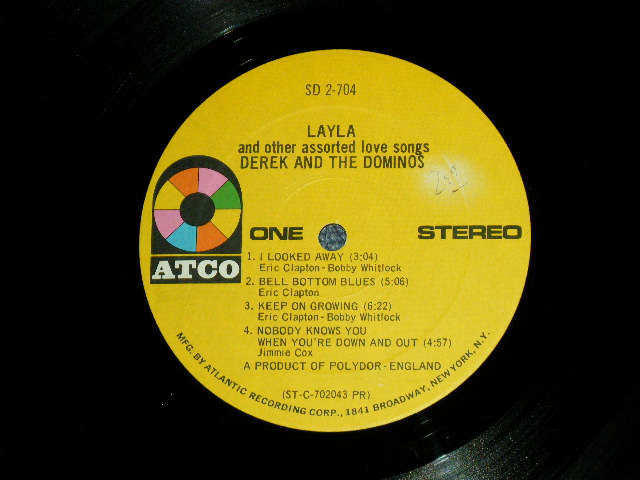 SD 2-704
LAYLA
and other assorted love songs
DEREK AND THE DOMINOS
ATCO
ONE
STEREO
1. I LOOKED AWAY (3:04)
Eric Clapton-Bobby Whitlock
2. BELL BOTTOM BLUES (5:06)
Eric Clapton
3. KEEP ON GROWING (6:22)
Eric Clapton-Bobby Whitlock
4. NOBODY KNOWS YOU
WHEN YOU'RE DOWN AND OUT (4:57)
Jimmie Cox
A PRODUCT OF POLYDOR-ENGLAND
(ST-C-702043 PR)
MFG. BY ATLANTIC RECORDING CORP., 1841 BROADWAY, NEW YORK, N.Y.